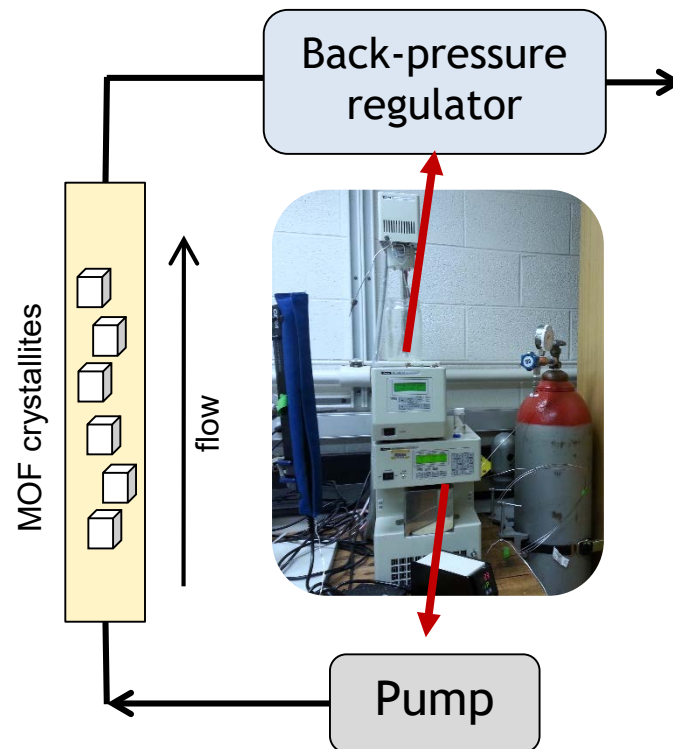 Back-pressure
regulator
MOF crystallites
flow
Pump